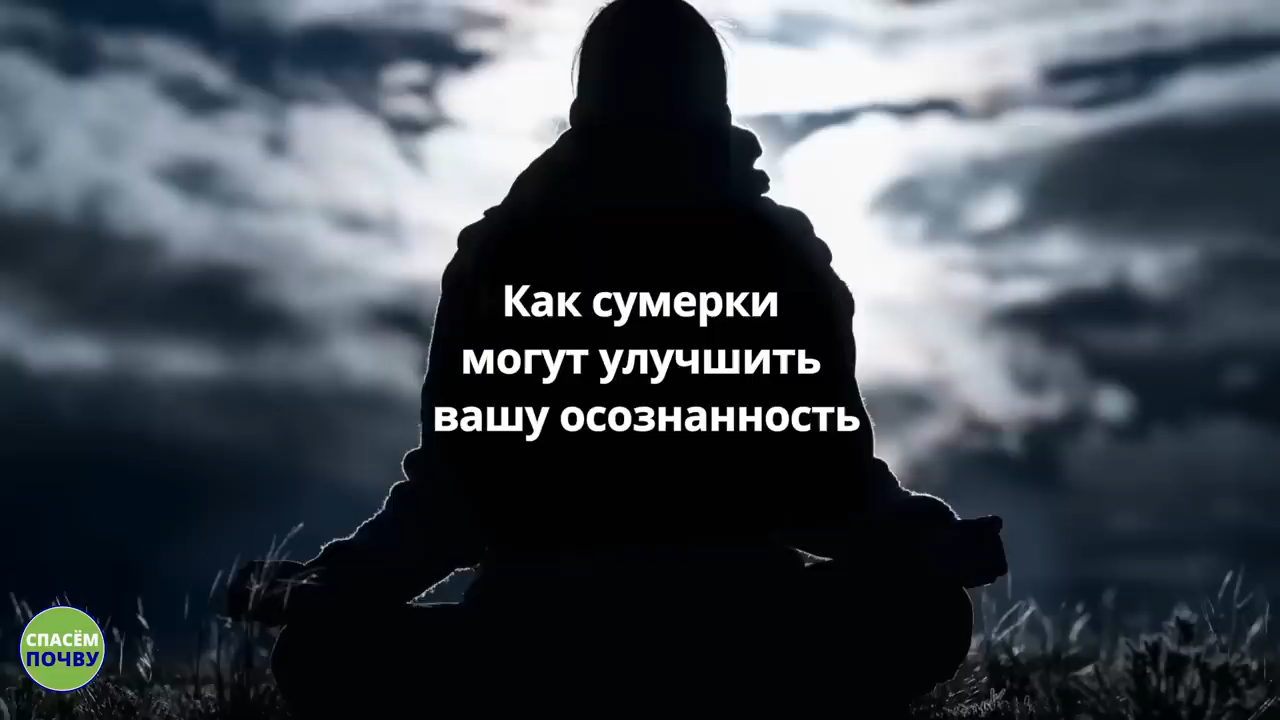 Как сумерки
могут улучшить
вашу осознанность
СПАСЁМ
ПОЧВУ